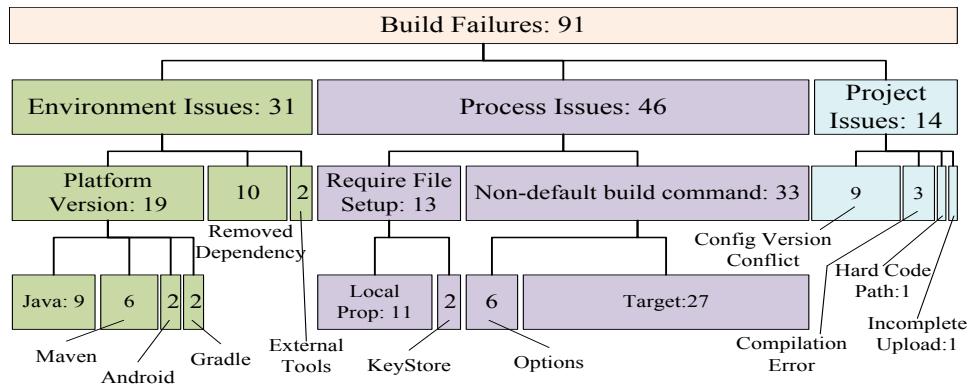 Build Failures: 91
Environment Issues: 31
Process Issues: 46
Project
Issues: 14
Platform
Version: 19
10
2
Require File
Setup: 13
Non-default build command: 33
9
3
Removed
Dependency
Config Version
Conflict
Hard Code
Path:1
Java: 9
6
2
2
Local
Prop: 11
2
6
Target:27
Incomplete
Upload:1
Maven
Android
Gradle
External
Tools
KeyStore
Options
Compilation
Error